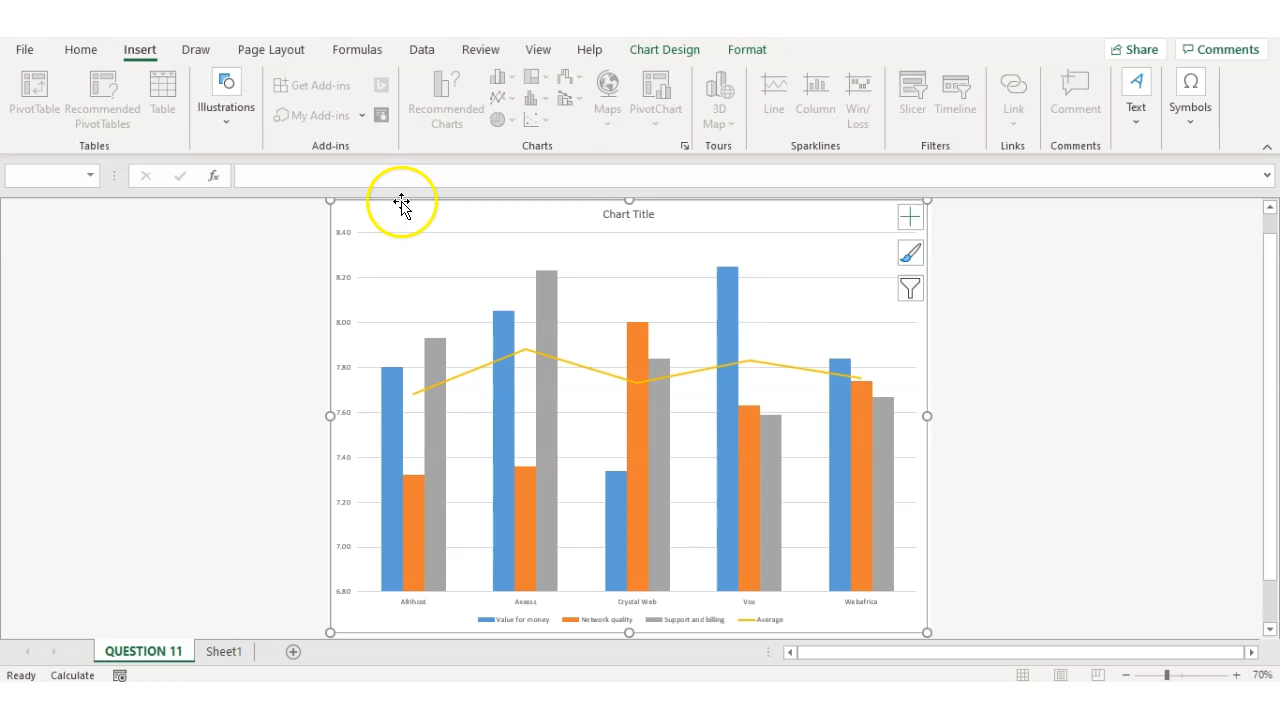 File Home Insert Draw Page Layout Formulas Data Review View Help Chart Design Format Share Comments
PivotTable Recommended PivotTables Table Illustrations Get Add-ins My Add-ins Recommended Charts Maps PivotChart 3D Map Line Column Win/Loss Slicer Timeline Link Comment Text Symbols
Tables Add-ins Charts Tours Sparklines Filters Links Comments
fx
Chart Title
8.40
8.20
8.00
7.80
7.60
7.40
7.20
7.00
6.80
Afrihost Axxess Crystal Web Vox Webafrica
Value for money Network quality Support and billing Average
QUESTION 11 Sheet1
Ready Calculate 70%